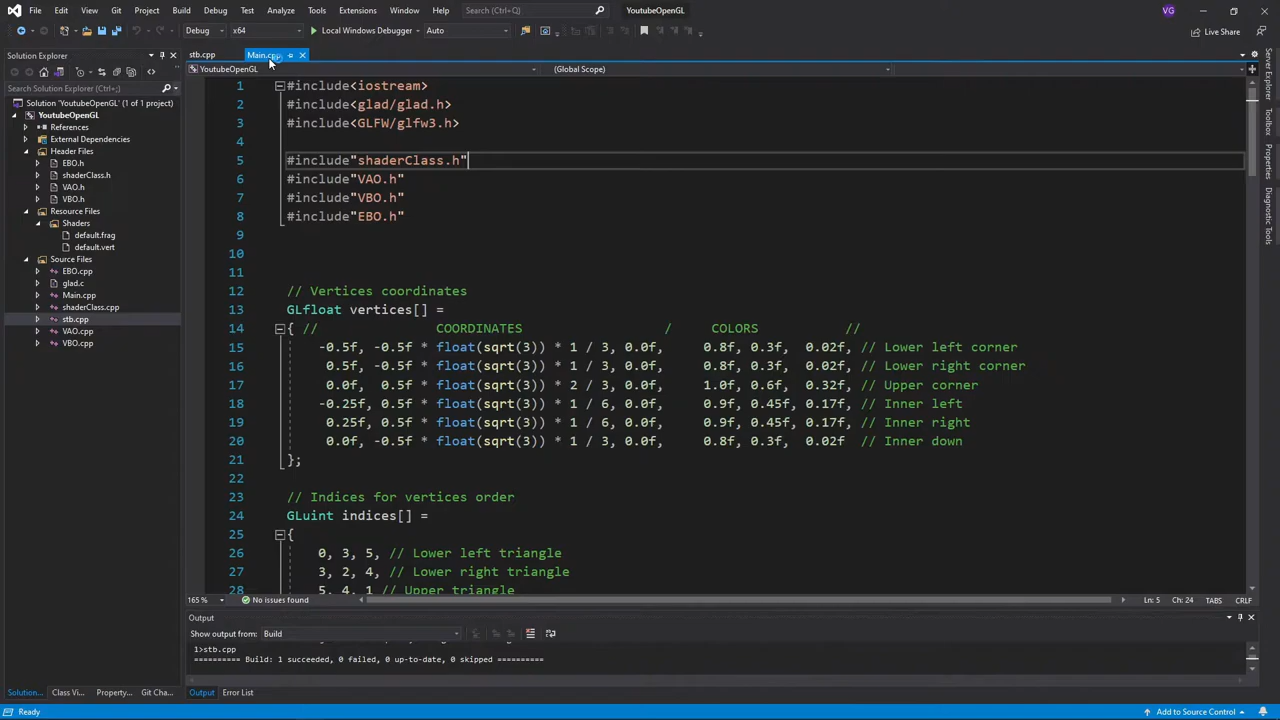 File Edit View Git Project Build Debug Test Analyze Tools Extensions Window Help Search (Ctrl+Q) YoutubeOpenGL VG
Debug x64 Local Windows Debugger Auto Live Share
Solution Explorer
Search Solution Explorer (Ctrl+;)
Solution 'YoutubeOpenGL' (1 of 1 project)
YoutubeOpenGL
References
External Dependencies
Header Files
EBO.h
shaderClass.h
VAO.h
VBO.h
Resource Files
Shaders
default.frag
default.vert
Source Files
EBO.cpp
glad.c
Main.cpp
shaderClass.cpp
stb.cpp
VAO.cpp
VBO.cpp
Solution... Class Vi... Property... Git Cha...
stb.cpp Main.cpp
YoutubeOpenGL (Global Scope)
1 #include<iostream>
2 #include<glad/glad.h>
3 #include<GLFW/glfw3.h>
4
5 #include"shaderClass.h"
6 #include"VAO.h"
7 #include"VBO.h"
8 #include"EBO.h"
9
10
11
12 // Vertices coordinates
13 GLfloat vertices[] =
14 { // COORDINATES / COLORS //
15 -0.5f, -0.5f * float(sqrt(3)) * 1 / 3, 0.0f, 0.8f, 0.3f, 0.02f, // Lower left corner
16 0.5f, -0.5f * float(sqrt(3)) * 1 / 3, 0.0f, 0.8f, 0.3f, 0.02f, // Lower right corner
17 0.0f, 0.5f * float(sqrt(3)) * 2 / 3, 0.0f, 1.0f, 0.6f, 0.32f, // Upper corner
18 -0.25f, 0.5f * float(sqrt(3)) * 1 / 6, 0.0f, 0.9f, 0.45f, 0.17f, // Inner left
19 0.25f, 0.5f * float(sqrt(3)) * 1 / 6, 0.0f, 0.9f, 0.45f, 0.17f, // Inner right
20 0.0f, -0.5f * float(sqrt(3)) * 1 / 3, 0.0f, 0.8f, 0.3f, 0.02f // Inner down
21 };
22
23 // Indices for vertices order
24 GLuint indices[] =
25 {
26 0, 3, 5, // Lower left triangle
27 3, 2, 4, // Lower right triangle
28 5, 4, 1 // Upper triangle
165 % No issues found Ln: 5 Ch: 24 TABS CRLF
Output
Show output from: Build
1>stb.cpp
========== Build: 1 succeeded, 0 failed, 0 up-to-date, 0 skipped ==========
Output Error List
Server Explorer
Toolbox
Properties
Diagnostic Tools
Ready Add to Source Control